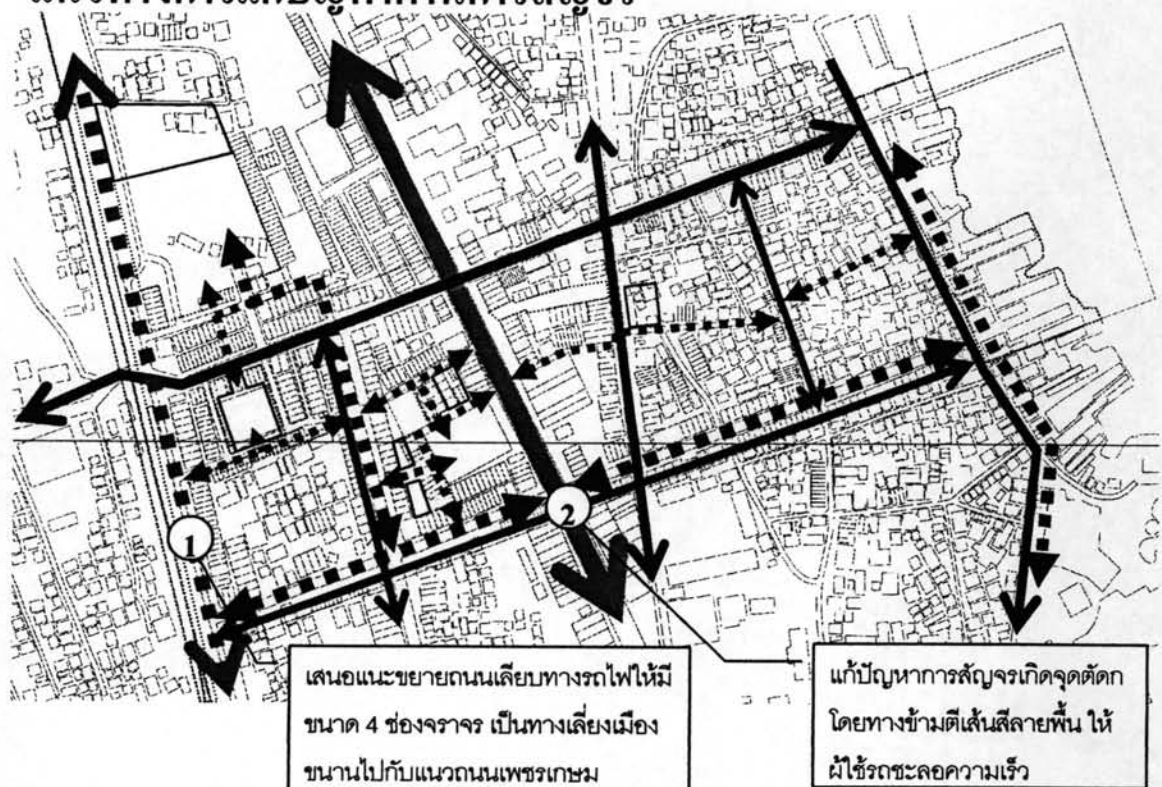 1
2
เสนอแนะขยายถนนเลียบทางรถไฟให้มี
ขนาด 4 ช่องจราจร เป็นทางเลี่ยงเมือง
ขนานไปกับแนวถนนเพชรเกษม
แก้ปัญหาการสัญจรเกิดจุดตัดก
โดยทางข้ามตีเส้นสีลายพื้น ให้
ผู้ใช้รถชะลอความเร็ว